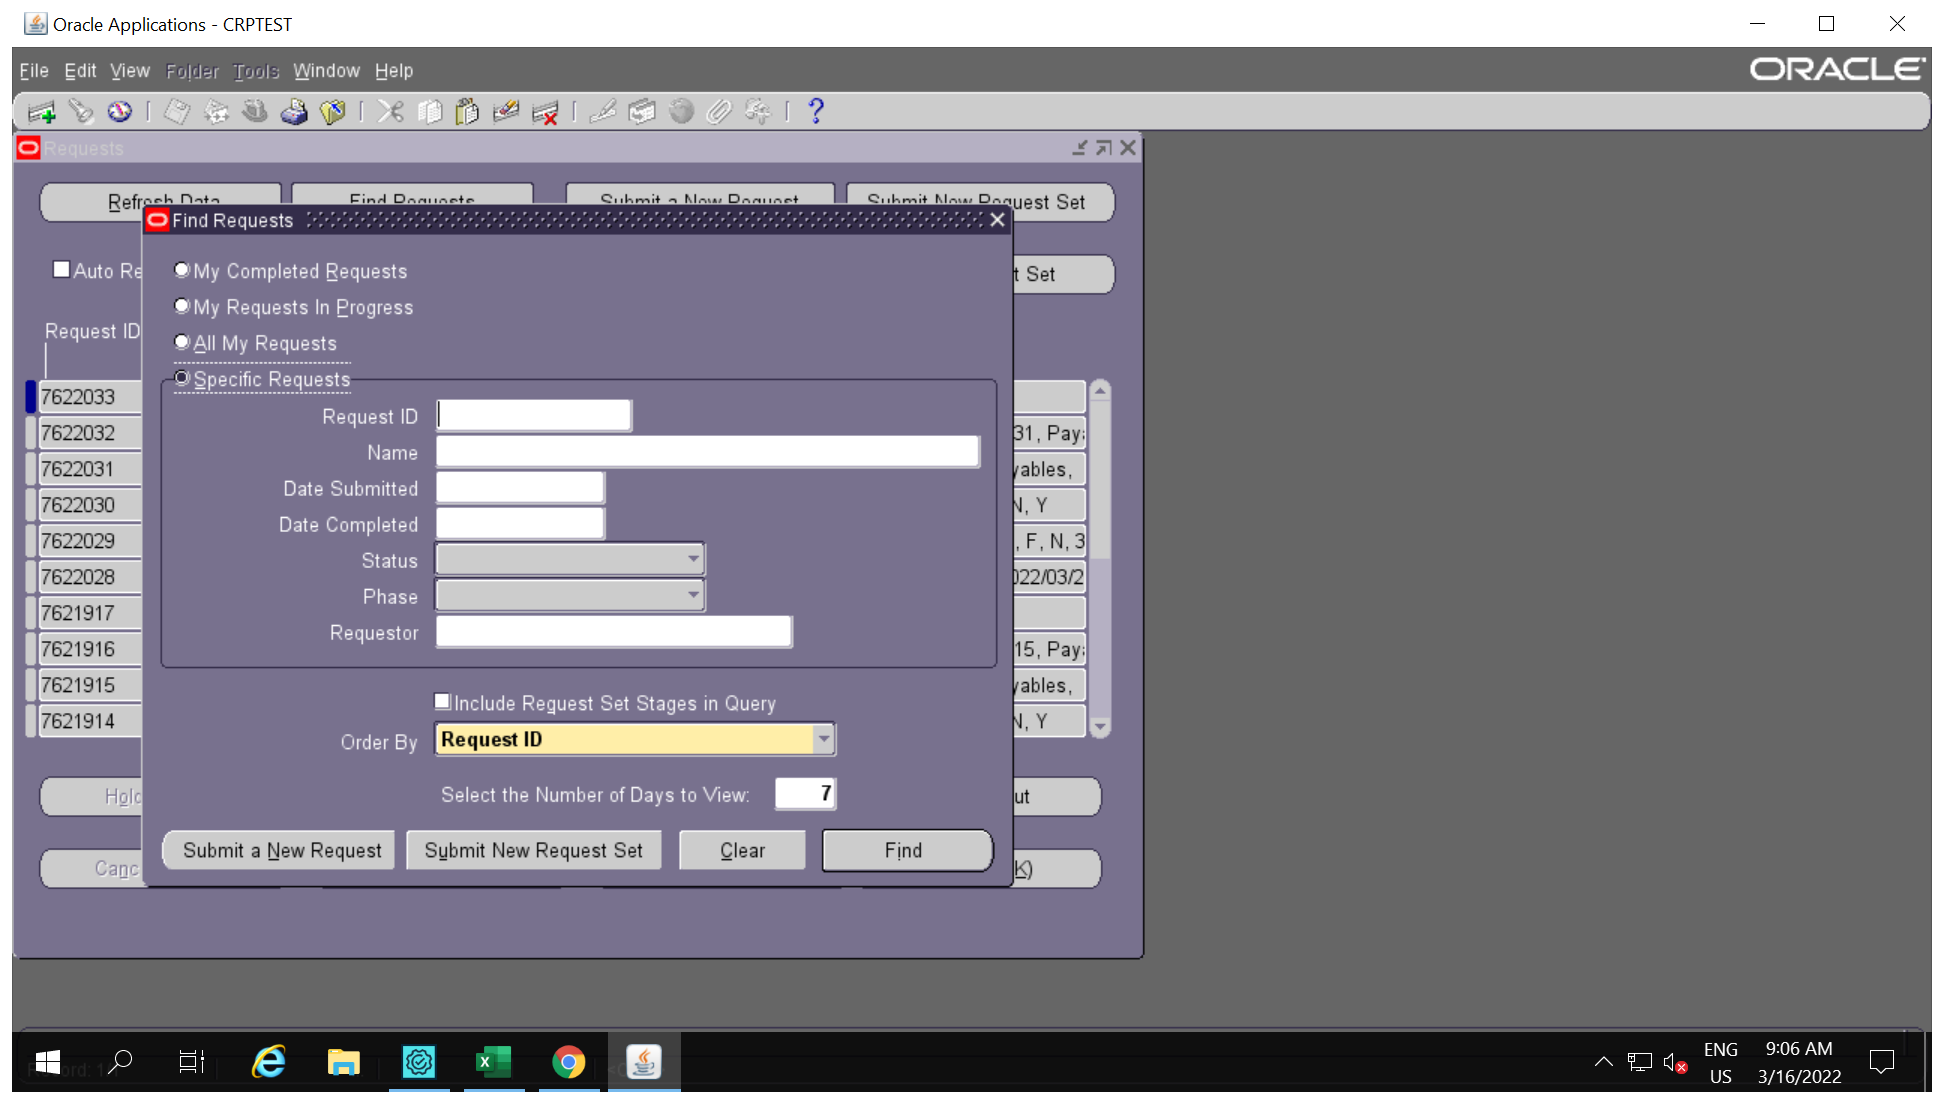 Oracle Applications - CRPTEST
File Edit View Folder Tools Window Help
ORACLE
Requests
Refresh Data Find Requests Submit a New Request Submit New Request Set
Find Requests
Auto Re
My Completed Requests
t Set
My Requests In Progress
Request ID
All My Requests
Specific Requests
7622033
Request ID
7622032
31, Pay
Name
7622031
yables,
Date Submitted
7622030
N, Y
Date Completed
7622029
, F, N, 3
Status
7622028
022/03/2
Phase
7621917
Requestor
7621916
15, Pay
7621915
yables,
Include Request Set Stages in Query
7621914
N, Y
Order By Request ID
Hold
Select the Number of Days to View: 7
ut
Submit a New Request Submit New Request Set Clear Find
Canc
K)
ENG
US
9:06 AM
3/16/2022